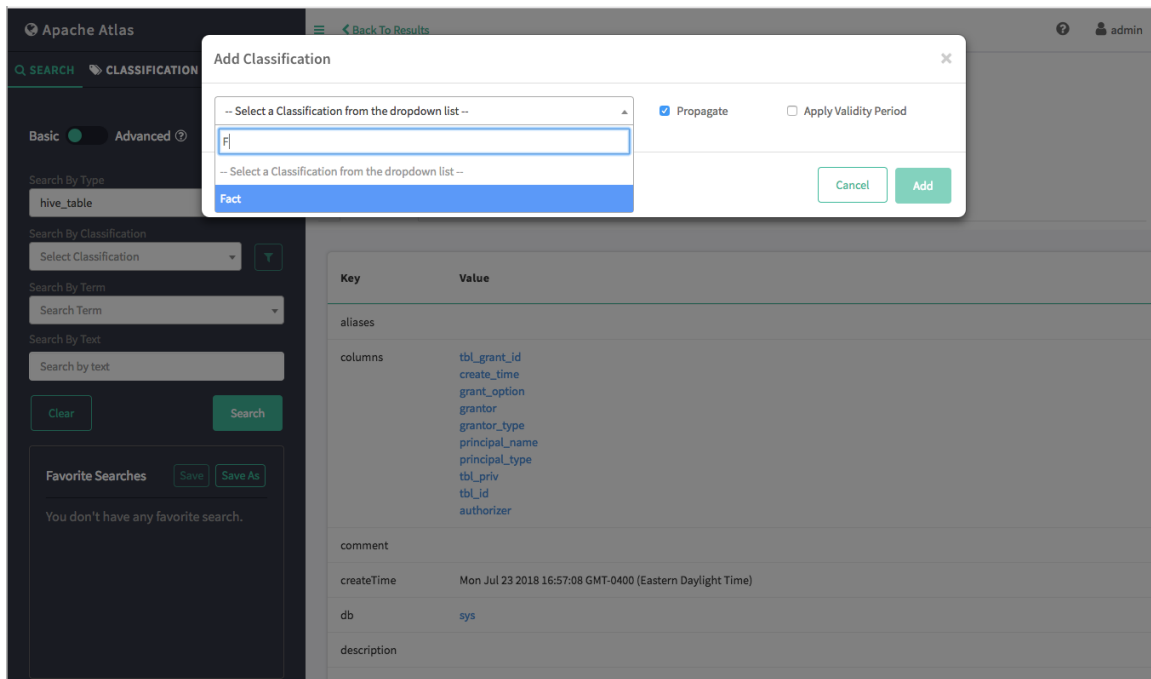 Apache Atlas
Back To Results
admin
SEARCH CLASSIFICATION
Basic Advanced
Search By Type
hive_table
Search By Classification
Select Classification
Search By Term
Search Term
Search By Text
Search by text
Clear Search
Favorite Searches Save Save As
You don't have any favorite search.
Add Classification ×
-- Select a Classification from the dropdown list --
Propagate Apply Validity Period
F
-- Select a Classification from the dropdown list --
Fact
Cancel Add
Key Value
aliases
columns tbl_grant_id
create_time
grant_option
grantor
grantor_type
principal_name
principal_type
tbl_priv
tbl_id
authorizer
comment
createTime Mon Jul 23 2018 16:57:08 GMT-0400 (Eastern Daylight Time)
db sys
description